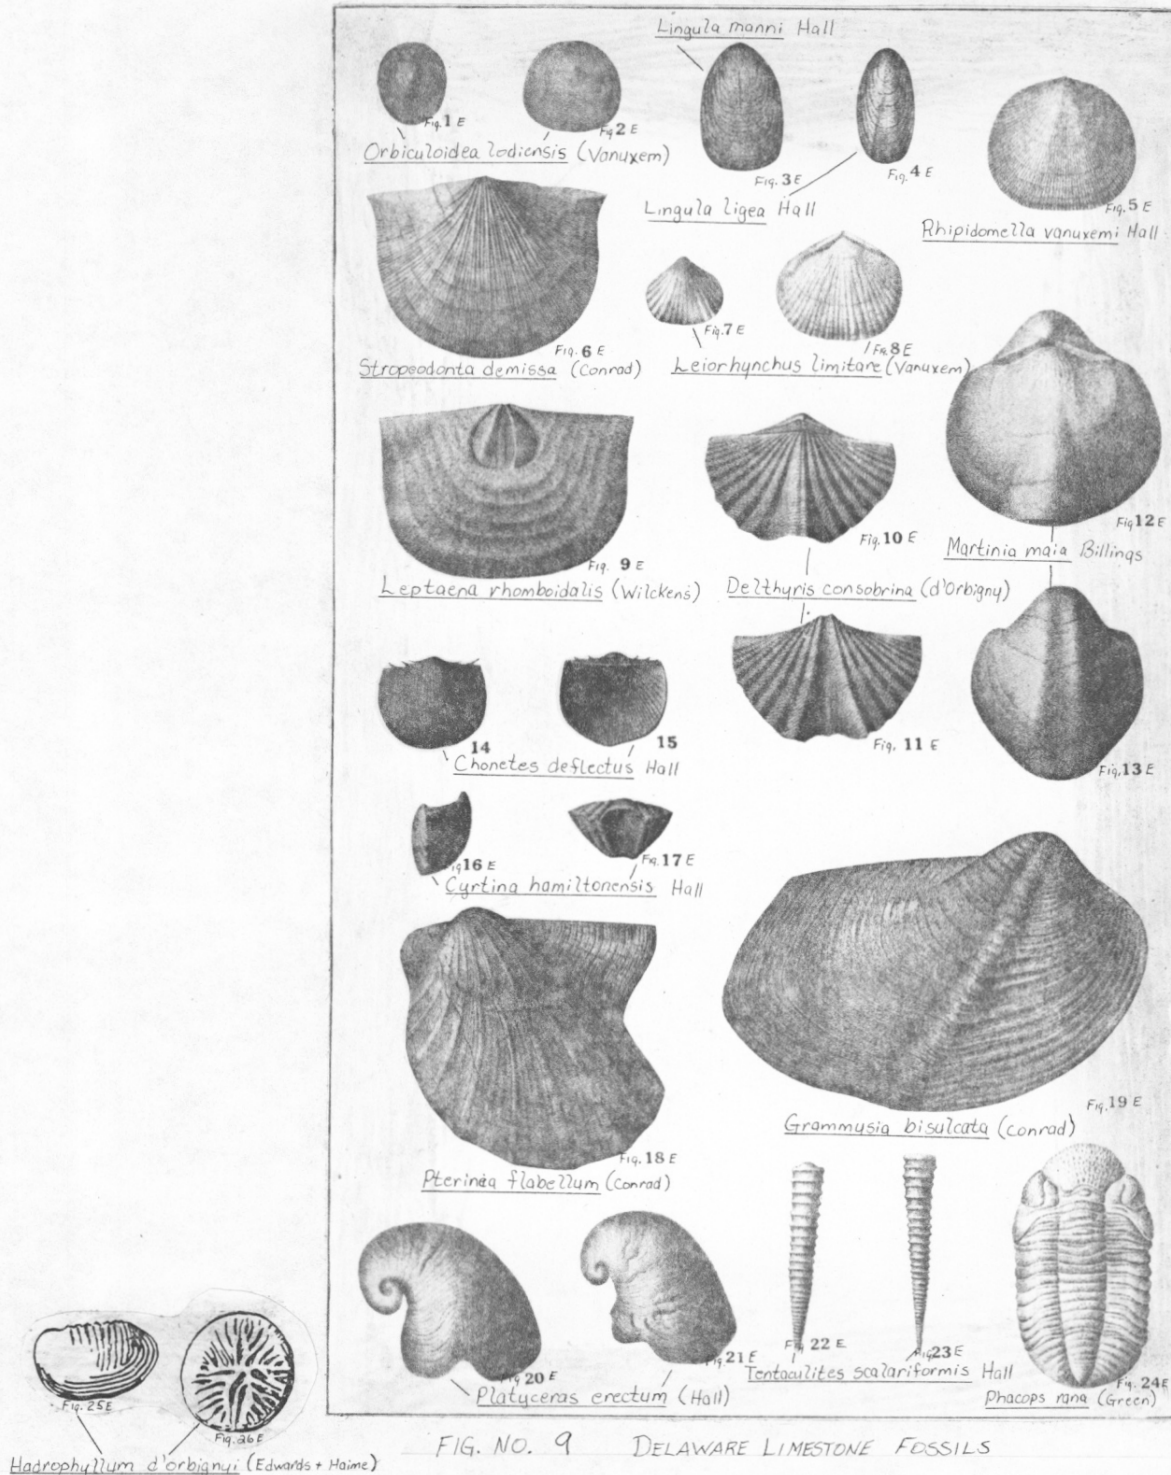 Lingula manni Hall
Fig. 1 E
Fig 2 E
Orbiculoidea lodiensis (Vanuxem)
Fig. 3 E
Fig. 4 E
Lingula ligea Hall
Fig. 5 E
Rhipidomella vanuxemi Hall
Fig. 6 E
Stropeodonta demissa (Conrad)
Fig. 7 E
Fig. 8 E
Leiorhynchus limitare (Vanuxem)
Fig. 9 E
Leptaena rhomboidalis (Wilckens)
Fig. 10 E
Delthyris consobrina (d'Orbigny)
Fig. 11 E
Fig 12 E
Martinia maia Billings
Fig. 13 E
14
15
Chonetes deflectus Hall
Fig 16 E
Fig. 17 E
Cyrtina hamiltonensis Hall
Fig. 18 E
Pterinea flabellum (Conrad)
Fig. 19 E
Grammysia bisulcata (Conrad)
Fig 20 E
Fig. 21 E
Platyceras erectum (Hall)
Fig 22 E
Fig 23 E
Tentaculites scalariformis Hall
Fig. 24 E
Phacops rana (Green)
Fig. 25 E
Fig. 26 E
Hadrophyllum d'orbignyi (Edwards + Haime)
FIG. NO. 9 DELAWARE LIMESTONE FOSSILS